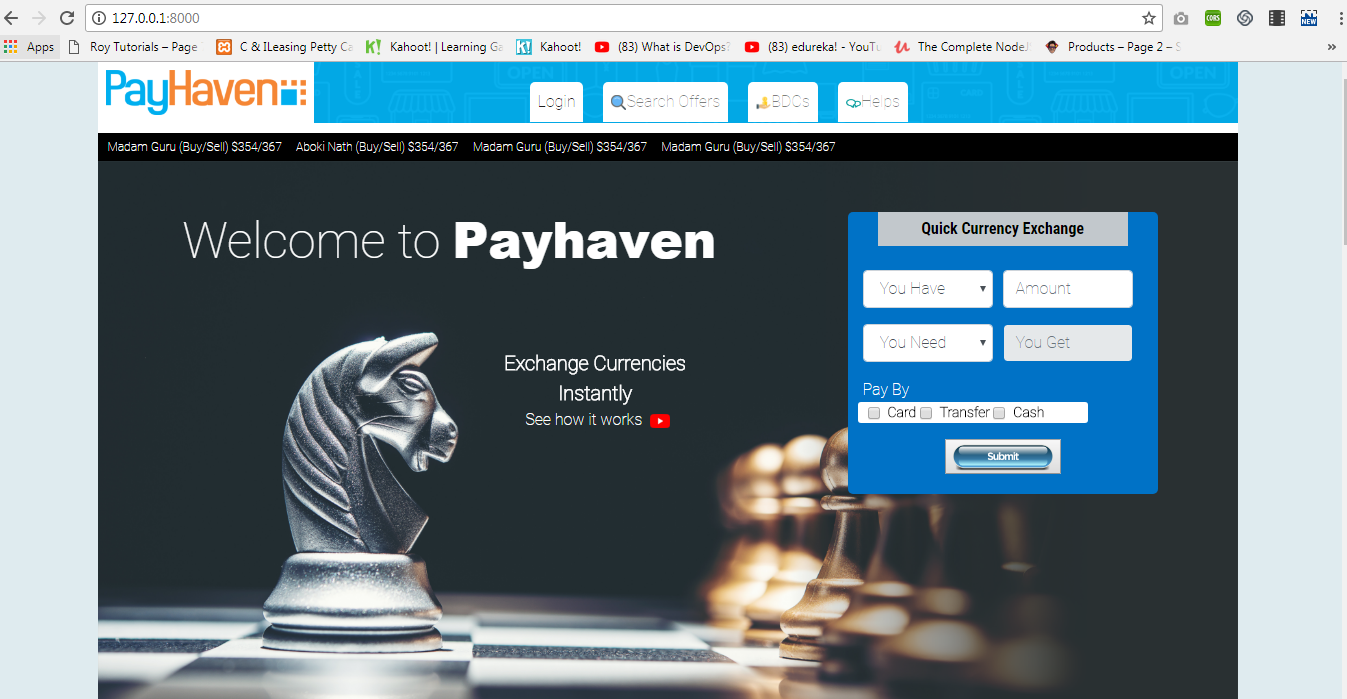 127.0.0.1:8000
Apps Roy Tutorials – Page C & ILeasing Petty Ca Kahoot! | Learning Ga Kahoot! (83) What is DevOps? (83) edureka! - YouTu The Complete NodeJ Products – Page 2 – S
CORS NEW
PayHaven
OPEN OPEN
Login Search Offers BDCs Helps
Madam Guru (Buy/Sell) $354/367 Aboki Nath (Buy/Sell) $354/367 Madam Guru (Buy/Sell) $354/367 Madam Guru (Buy/Sell) $354/367
Welcome to Payhaven
Exchange Currencies
Instantly
See how it works
Quick Currency Exchange
You Have Amount
You Need You Get
Pay By
Card Transfer Cash
Submit